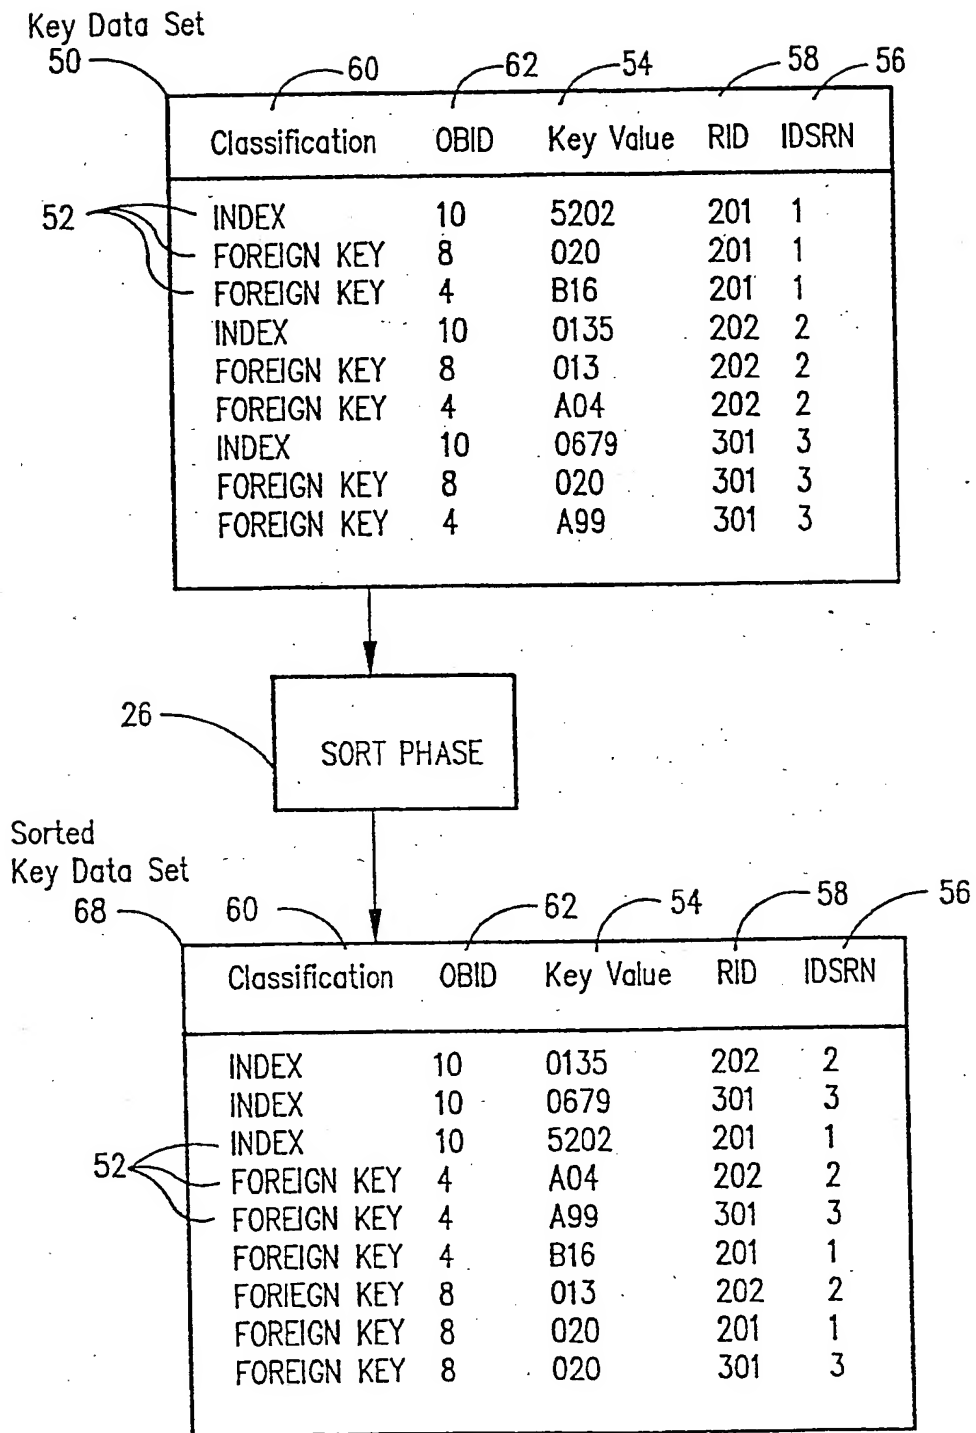 Key Data Set
50 60 62 54 58 56
Classification OBID Key Value RID IDSRN
52
INDEX 10 5202 201 1
FOREIGN KEY 8 020 201 1
FOREIGN KEY 4 B16 201 1
INDEX 10 0135 202 2
FOREIGN KEY 8 013 202 2
FOREIGN KEY 4 A04 202 2
INDEX 10 0679 301 3
FOREIGN KEY 8 020 301 3
FOREIGN KEY 4 A99 301 3
26
SORT PHASE
Sorted
Key Data Set
68 60 62 54 58 56
Classification OBID Key Value RID IDSRN
INDEX 10 0135 202 2
INDEX 10 0679 301 3
INDEX 10 5202 201 1
52
FOREIGN KEY 4 A04 202 2
FOREIGN KEY 4 A99 301 3
FOREIGN KEY 4 B16 201 1
FORIEGN KEY 8 013 202 2
FOREIGN KEY 8 020 201 1
FOREIGN KEY 8 020 301 3